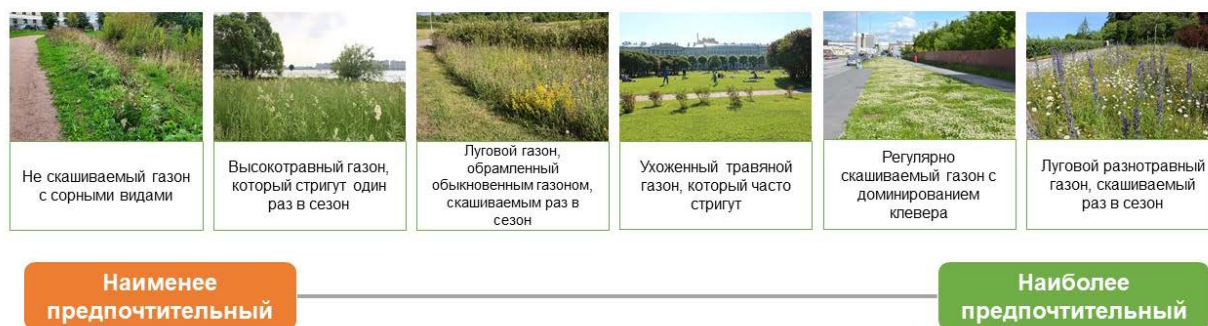 Не скашиваемый газон
с сорными видами
Высокотравный газон,
который стригут один
раз в сезон
Луговой газон,
обрамленный
обыкновенным газоном,
скашиваемым раз в
сезон
Ухоженный травяной
газон, который часто
стригут
Регулярно
скашиваемый газон с
доминированием
клевера
Луговой разнотравный
газон, скашиваемый
раз в сезон
Наименее
предпочтительный
Наиболее
предпочтительный